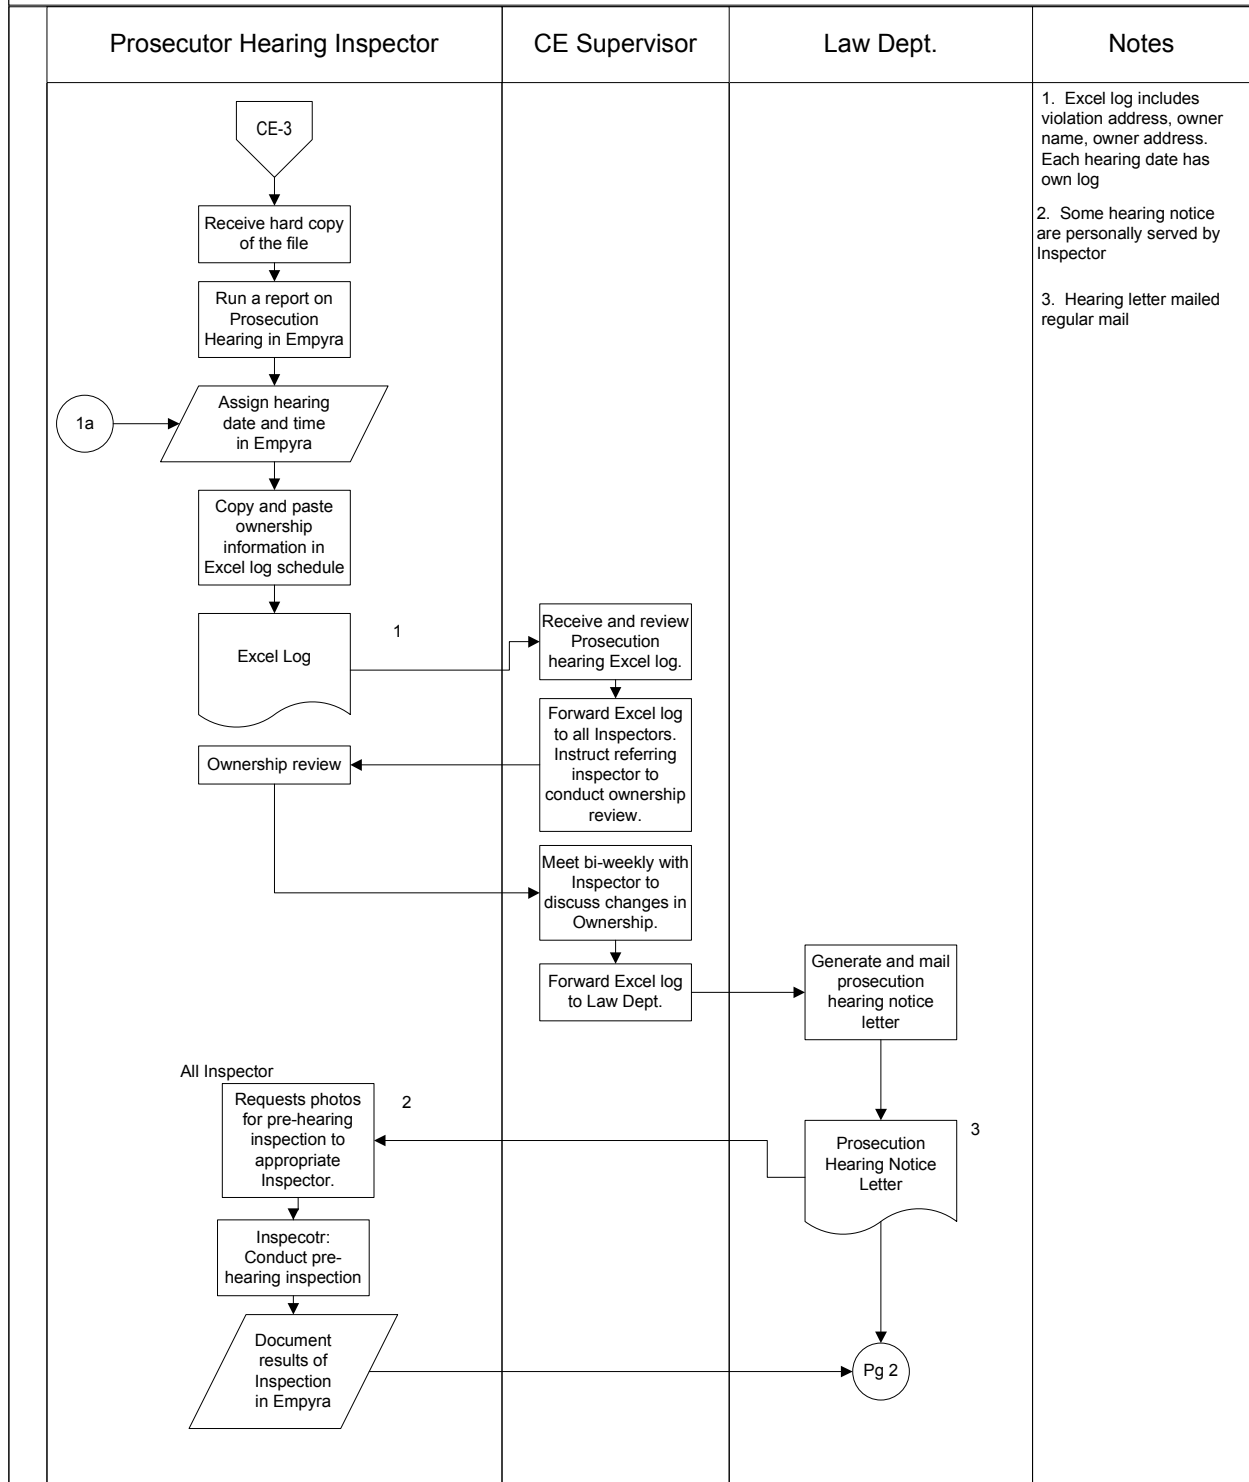 Prosecutor Hearing Inspector
CE Supervisor
Law Dept.
Notes
CE-3
Receive hard copy
of the file
Run a report on
Prosecution
Hearing in Empyra
1a
Assign hearing
date and time
in Empyra
Copy and paste
ownership
information in
Excel log schedule
Excel Log
1
Receive and review
Prosecution
hearing Excel log.
Forward Excel log
to all Inspectors.
Instruct referring
inspector to
conduct ownership
review.
Ownership review
Meet bi-weekly with
Inspector to
discuss changes in
Ownership.
Forward Excel log
to Law Dept.
Generate and mail
prosecution
hearing notice
letter
Prosecution
Hearing Notice
Letter
3
All Inspector
Requests photos
for pre-hearing
inspection to
appropriate
Inspector.
2
Inspecotr:
Conduct pre-
hearing inspection
Document
results of
Inspection
in Empyra
Pg 2
1. Excel log includes
violation address, owner
name, owner address.
Each hearing date has
own log
2. Some hearing notice
are personally served by
Inspector
3. Hearing letter mailed
regular mail